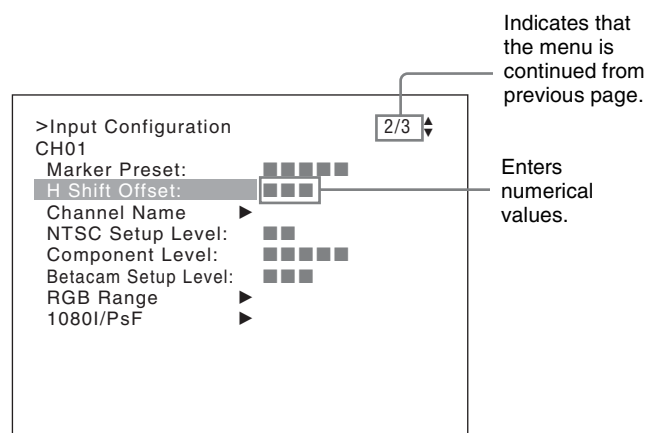 Indicates that
the menu is
continued from
previous page.
>Input Configuration 2/3
CH01
Marker Preset:
H Shift Offset:
Channel Name
NTSC Setup Level:
Component Level:
Betacam Setup Level:
RGB Range
1080I/PsF
Enters
numerical
values.